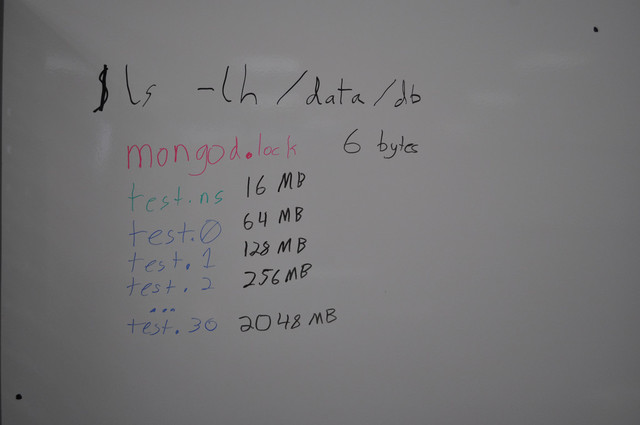 $ls -lh /data/db
mongod.lock 6 bytes
test.ns 16 MB
test.0 64 MB
test.1 128 MB
test.2 256 MB
...
test.30 2048 MB